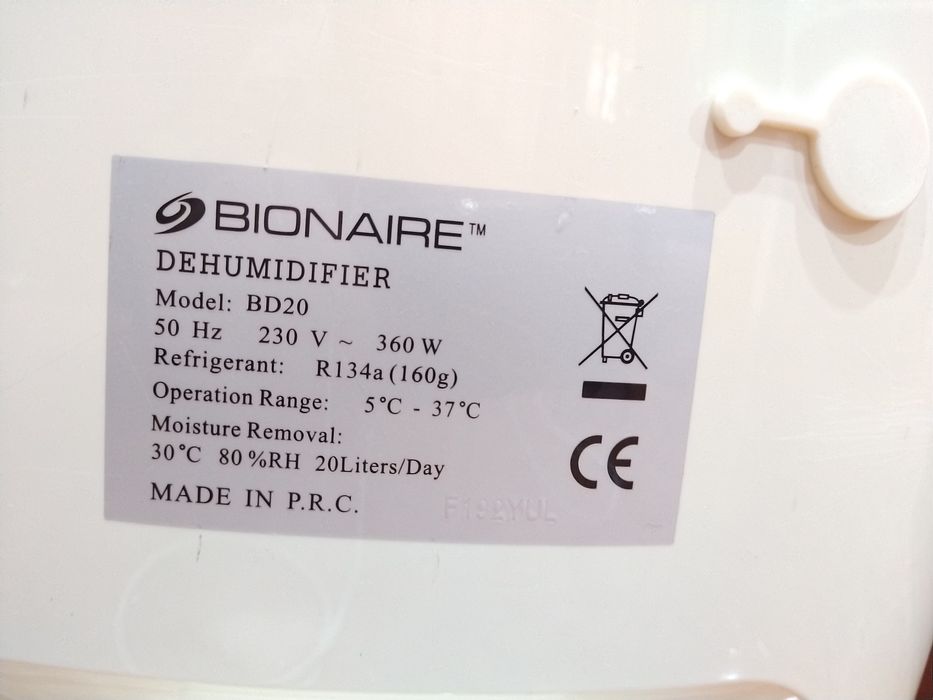 BIONAIRE™
DEHUMIDIFIER
Model: BD20
50 Hz 230 V ~ 360 W
Refrigerant: R134a (160g)
Operation Range: 5°C - 37°C
Moisture Removal:
30°C 80%RH 20Liters/Day
MADE IN P.R.C.
CE